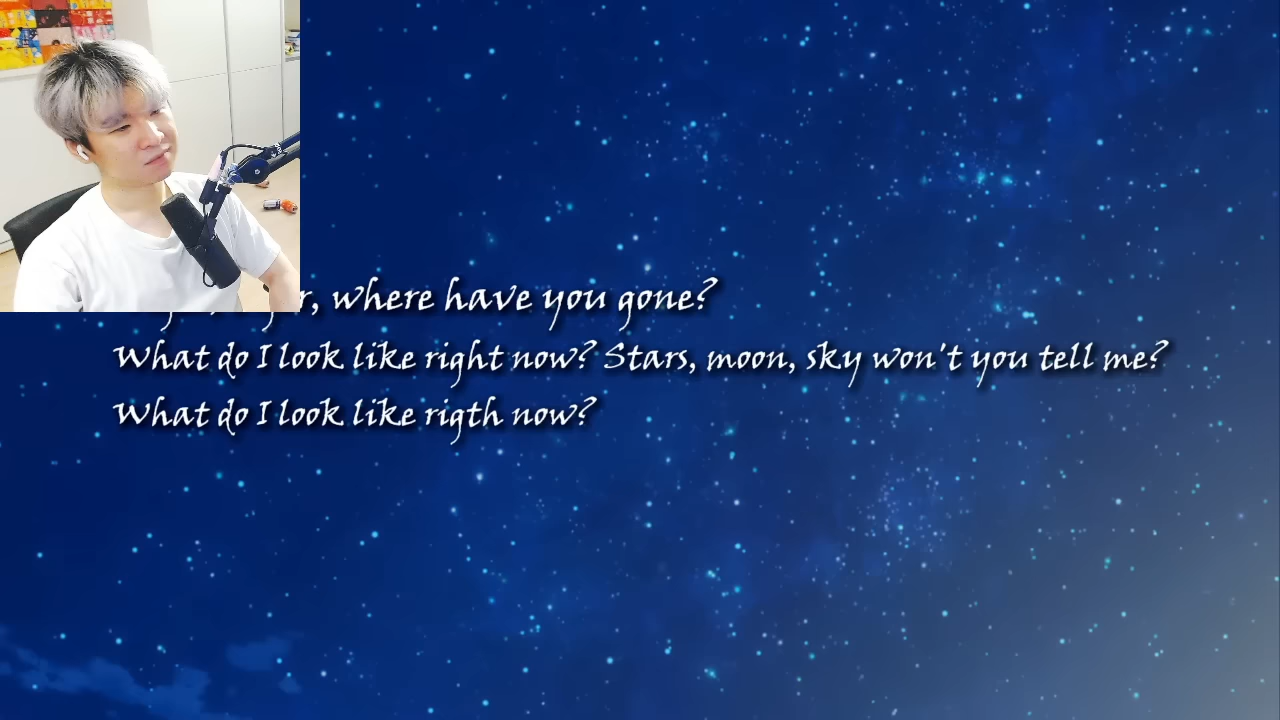 where have you gone?
What do I look like right now? Stars, moon, sky won't you tell me?
What do I look like rigth now?